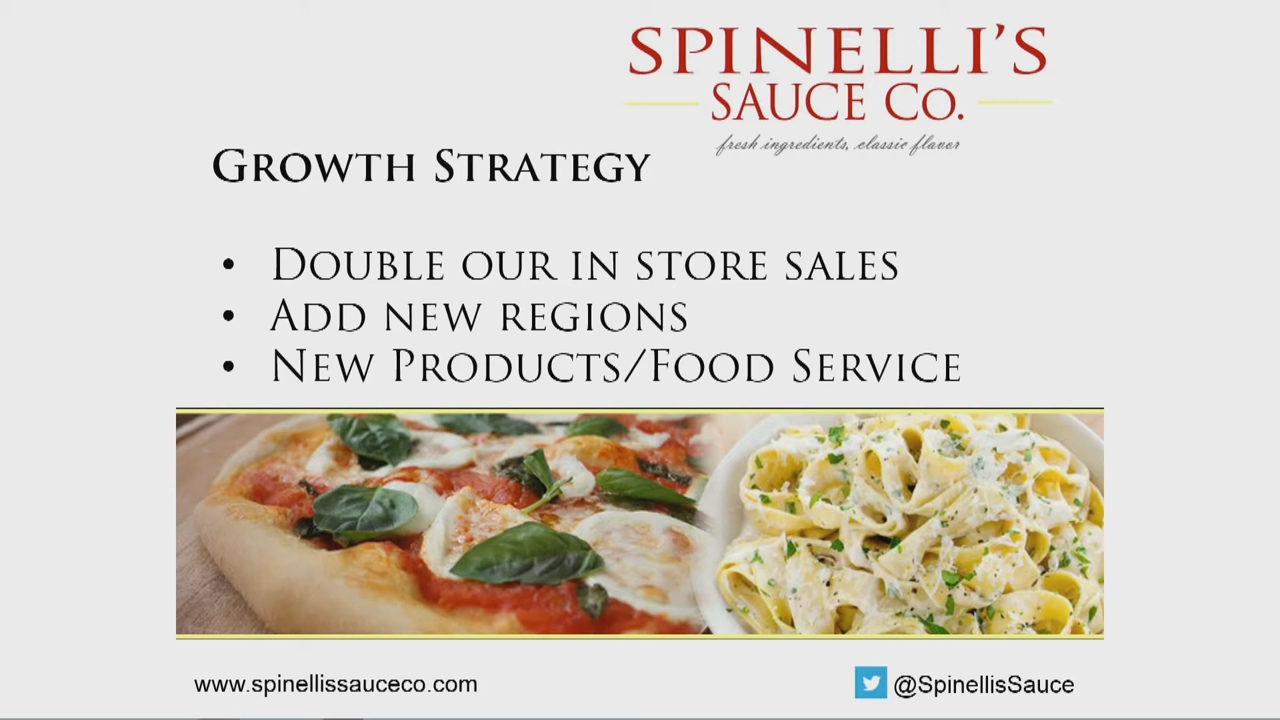 SPINELLI'S
SAUCE CO.
fresh ingredients, classic flavor
GROWTH STRATEGY
• DOUBLE OUR IN STORE SALES
• ADD NEW REGIONS
• NEW PRODUCTS/FOOD SERVICE
www.spinellissauceco.com
@SpinellisSauce